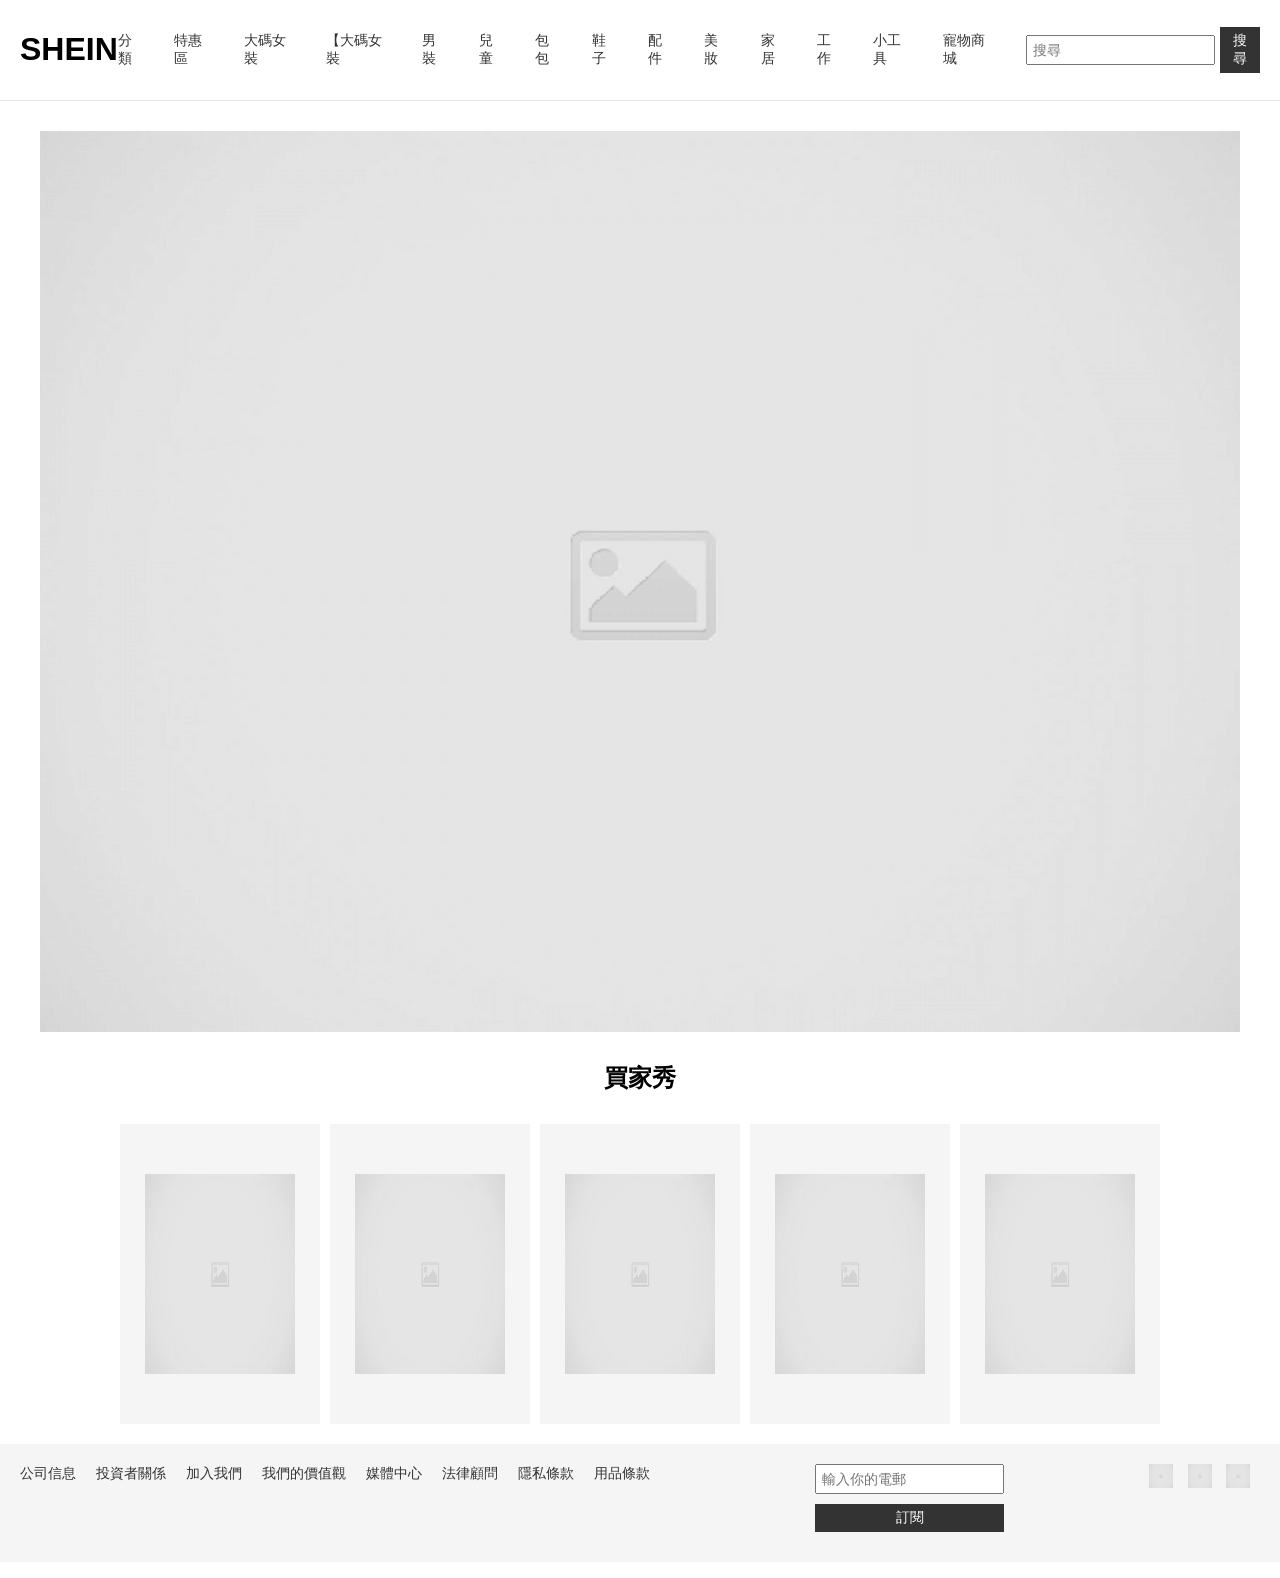 SHEIN
分類
特惠區
大碼女裝
【大碼女裝
男裝
兒童
包包
鞋子
配件
美妝
家居
工作
小工具
寵物商城
搜尋
搜尋
買家秀
公司信息 投資者關係 加入我們 我們的價值觀 媒體中心 法律顧問 隱私條款 用品條款
輸入你的電郵
訂閱